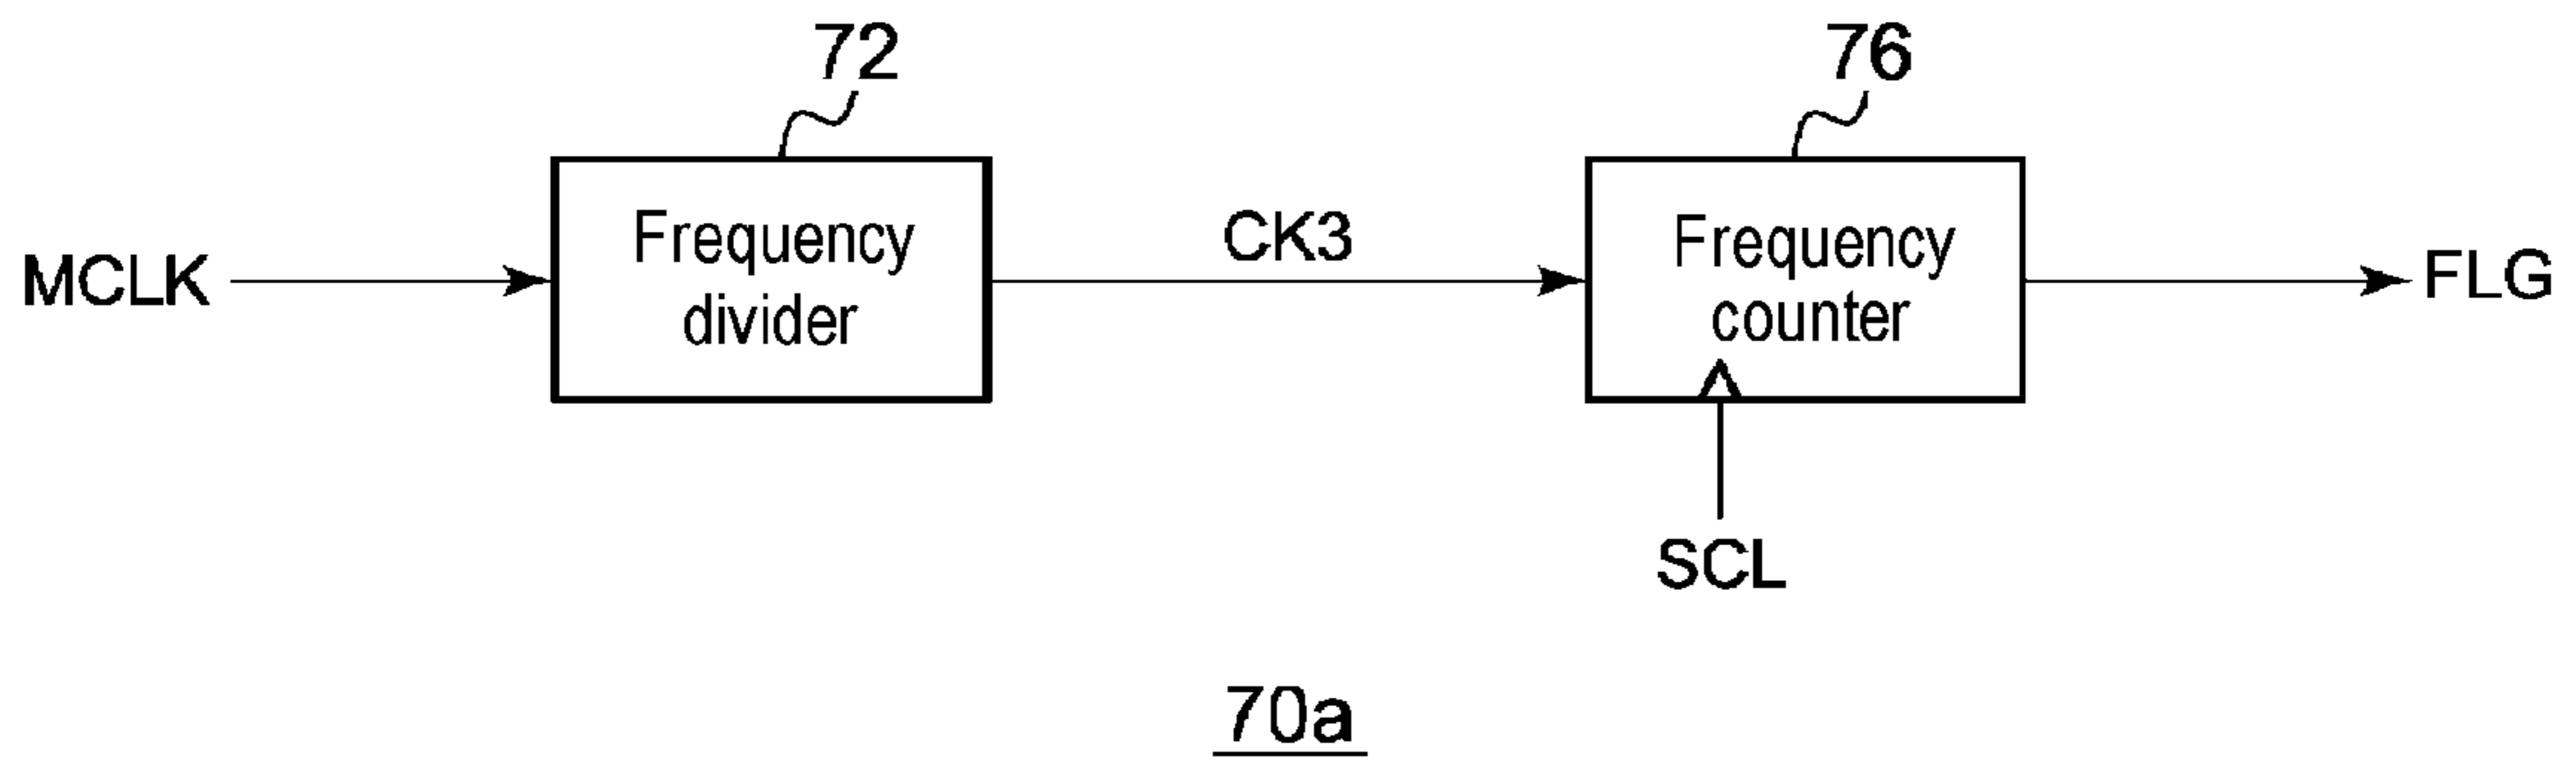 72
76
MCLK
Frequency
divider
CK3
Frequency
counter
FLG
SCL
70a